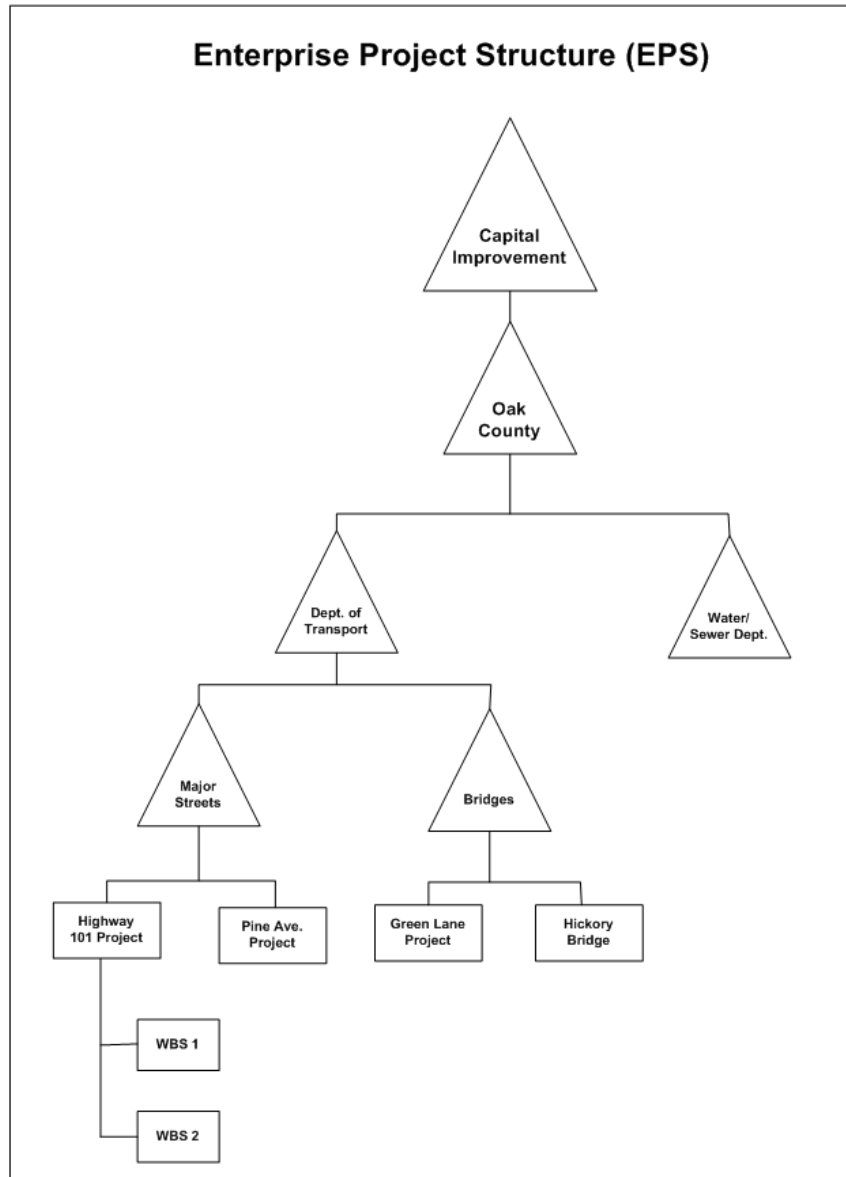 Enterprise Project Structure (EPS)
Capital
Improvement
Oak
County
Dept. of
Transport
Water/
Sewer Dept.
Major
Streets
Bridges
Highway
101 Project
Pine Ave.
Project
Green Lane
Project
Hickory
Bridge
WBS 1
WBS 2